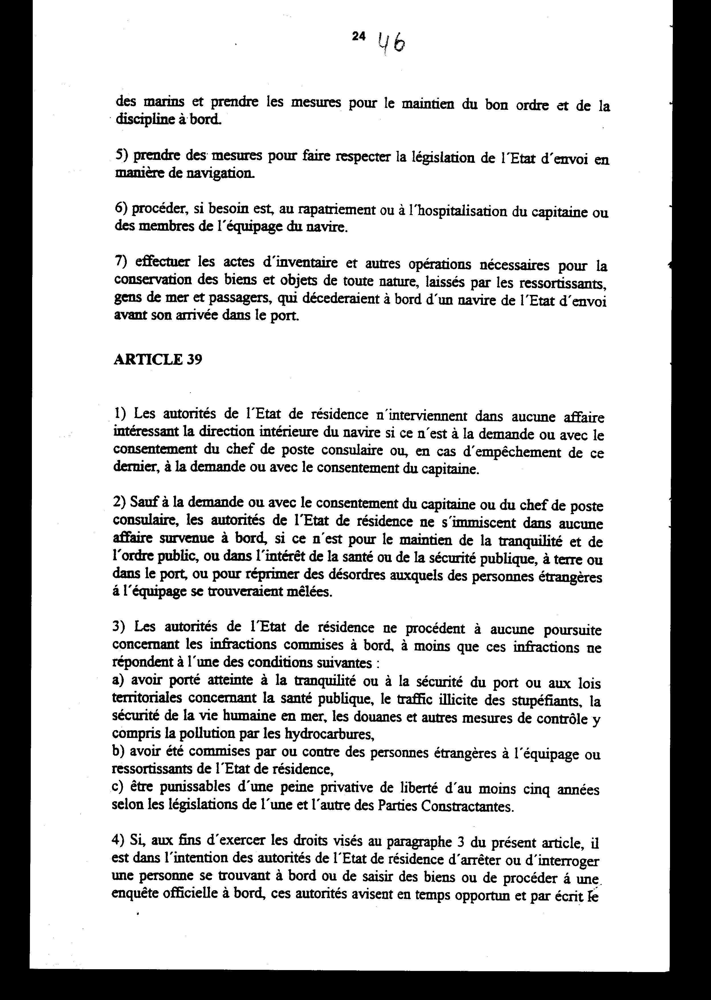 24 46
des marins et prendre les mesures pour le maintien du bon ordre et de la
discipline à bord.
5) prendre des mesures pour faire respecter la législation de l´Etat d´envoi en
manière de navigation.
6) procéder, si besoin est, au rapatriement ou à l´hospitalisation du capitaine ou
des membres de l´équipage du navire.
7) effectuer les actes d´inventaire et autres opérations nécessaires pour la
conservation des biens et objets de toute nature, laissés par les ressortissants,
gens de mer et passagers, qui décederaient à bord d´un navire de l´Etat d´envoi
avant son arrivée dans le port.
ARTICLE 39
1) Les autorités de l´Etat de résidence n´interviennent dans aucune affaire
intéressant la direction intérieure du navire si ce n´est à la demande ou avec le
consentement du chef de poste consulaire ou, en cas d´empêchement de ce
dernier, à la demande ou avec le consentement du capitaine.
2) Sauf à la demande ou avec le consentement du capitaine ou du chef de poste
consulaire, les autorités de l´Etat de résidence ne s´immiscent dans aucune
affaire survenue à bord, si ce n´est pour le maintien de la tranquilité et de
l´ordre public, ou dans l´intérêt de la santé ou de la sécurité publique, à terre ou
dans le port, ou pour réprimer des désordres auxquels des personnes étrangères
á l´équipage se trouveraient mêlées.
3) Les autorités de l´Etat de résidence ne procédent à aucune poursuite
concernant les infractions commises à bord, à moins que ces infractions ne
répondent à l´une des conditions suivantes :
a) avoir porté atteinte à la tranquilité ou à la sécurité du port ou aux lois
territoriales concernant la santé publique, le traffic illicite des stupéfiants, la
sécurité de la vie humaine en mer, les douanes et autres mesures de contrôle y
compris la pollution par les hydrocarbures,
b) avoir été commises par ou contre des personnes étrangères à l´équipage ou
ressortissants de l´Etat de résidence,
c) être punissables d´une peine privative de liberté d´au moins cinq années
selon les législations de l´une et l´autre des Parties Constractantes.
4) Si, aux fins d´exercer les droits visés au paragraphe 3 du présent article, il
est dans l´intention des autorités de l´Etat de résidence d´arrêter ou d´interroger
une personne se trouvant à bord ou de saisir des biens ou de procéder á une
enquête officielle à bord, ces autorités avisent en temps opportun et par écrit le